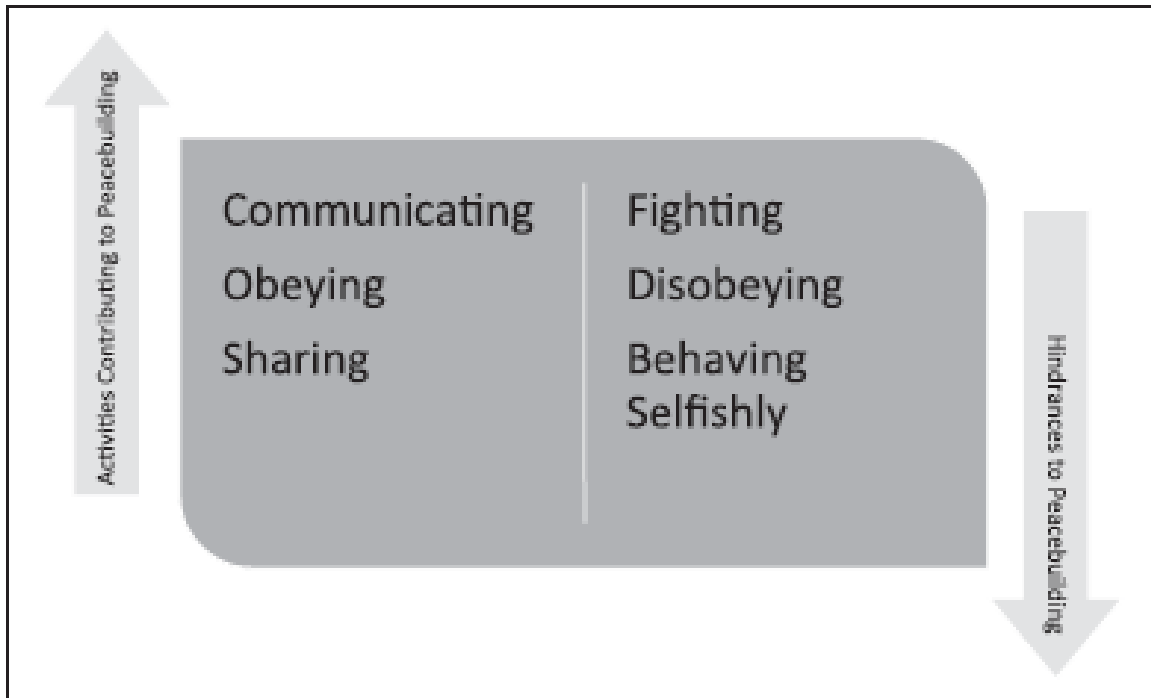 Activities Contributing to Peacebuilding
Communicating
Obeying
Sharing
Fighting
Disobeying
Behaving
Selfishly
Hindrances to Peacebuilding